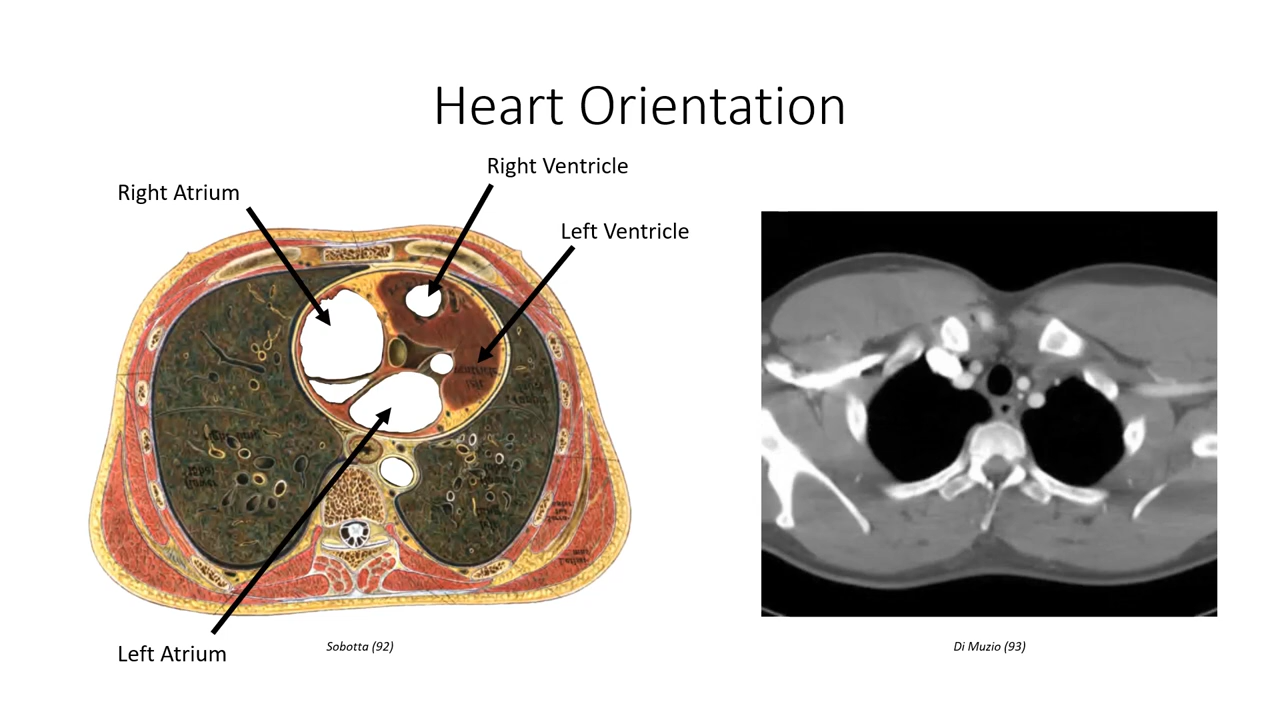 Heart Orientation
Right Ventricle
Right Atrium
Left Ventricle
Left Atrium
Sobotta (92)
Di Muzio (93)